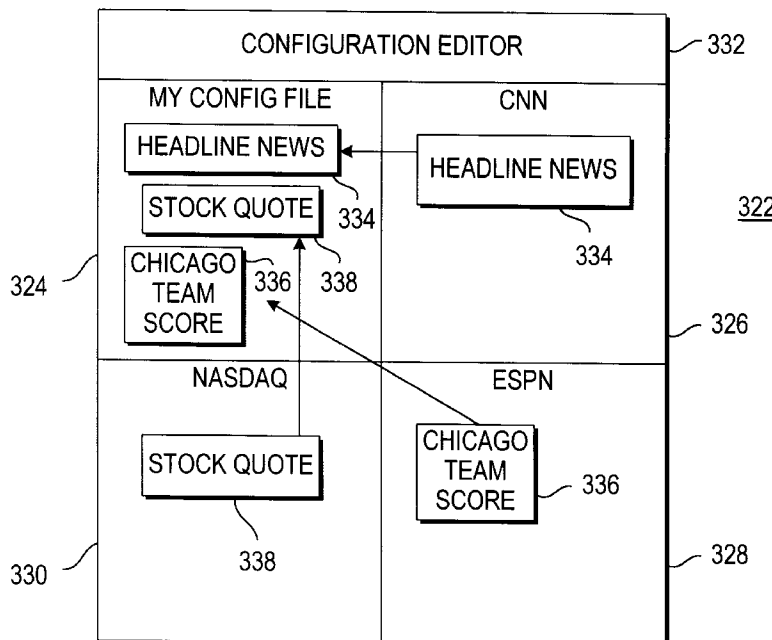 CONFIGURATION EDITOR
332
MY CONFIG FILE
CNN
HEADLINE NEWS
334
HEADLINE NEWS
334
322
STOCK QUOTE
338
CHICAGO
TEAM
SCORE
336
324
326
NASDAQ
ESPN
STOCK QUOTE
338
CHICAGO
TEAM
SCORE
336
330
328